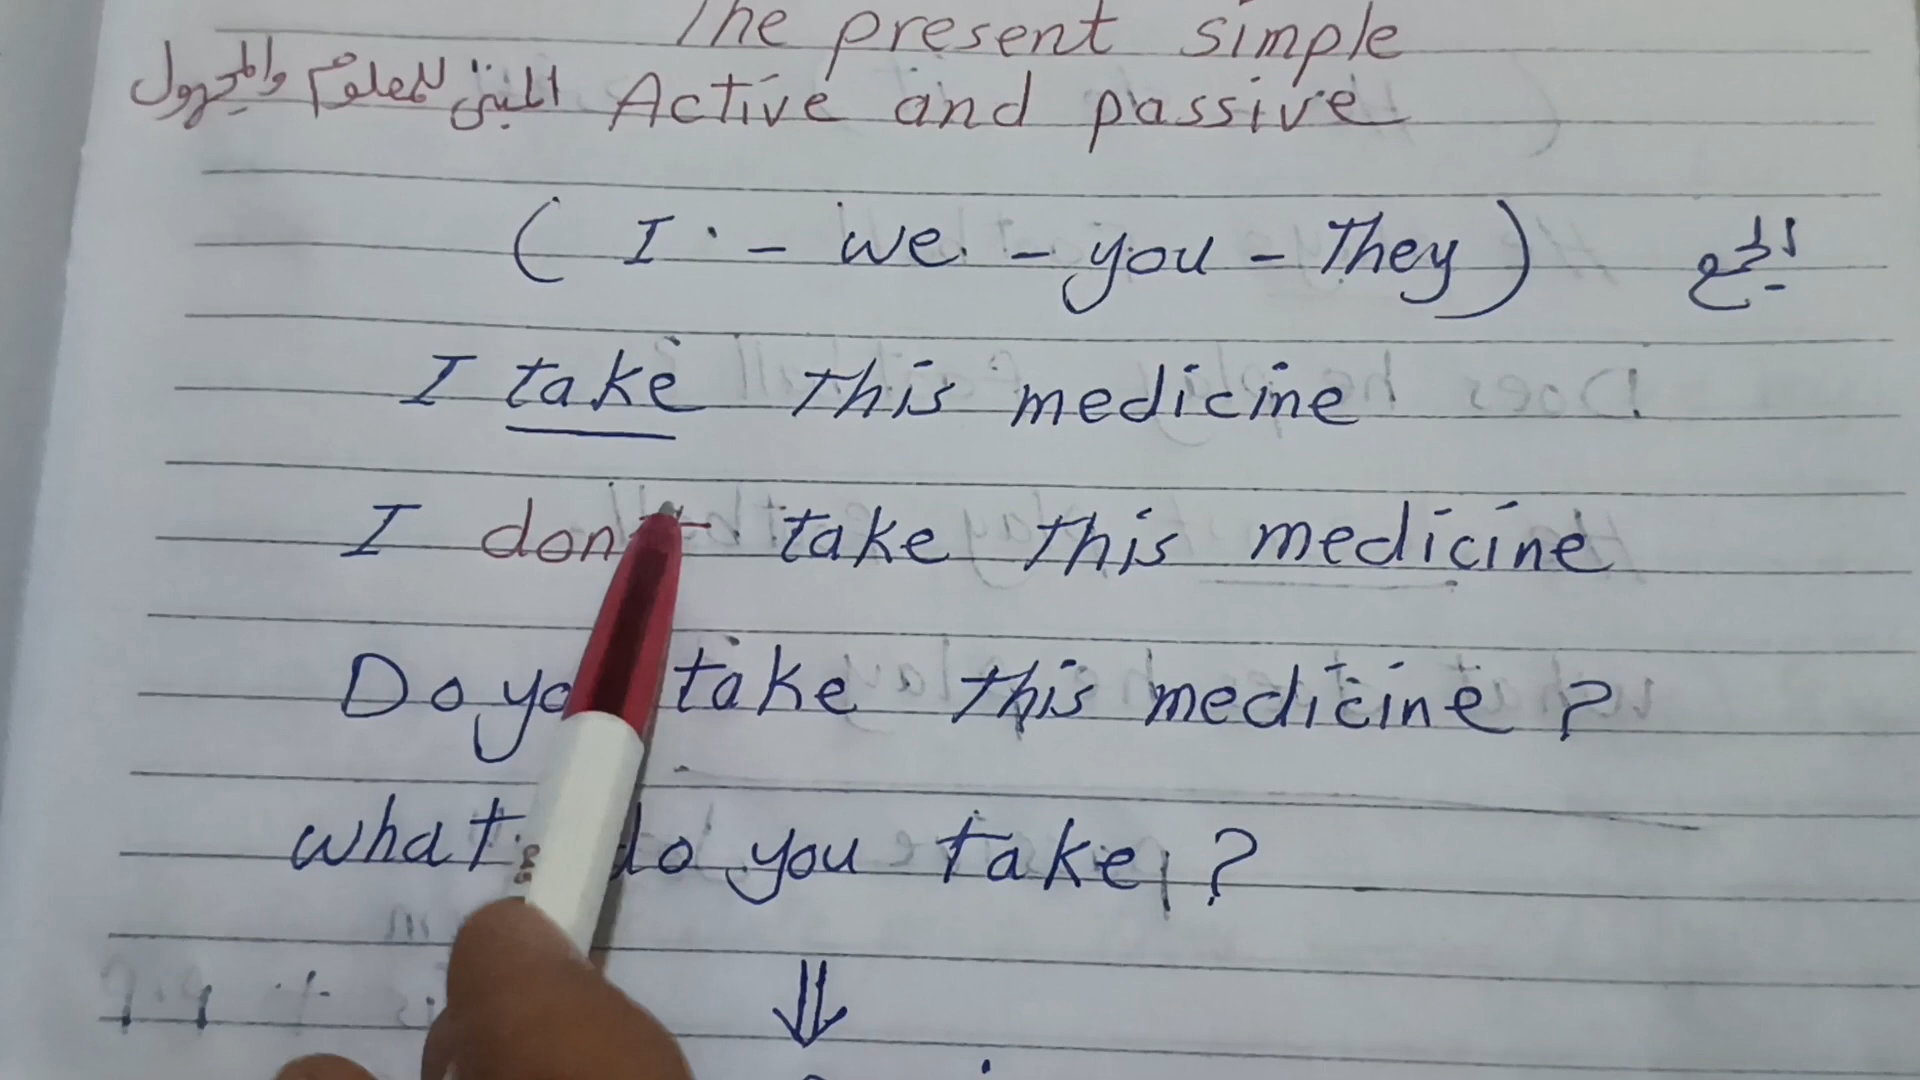 The present simple
المبني للمعلوم والمجهول Active and passive
( I - we - you - They ) الجمع
I take this medicine
I don't take this medicine
Do you take this medicine ?
what do you take ?